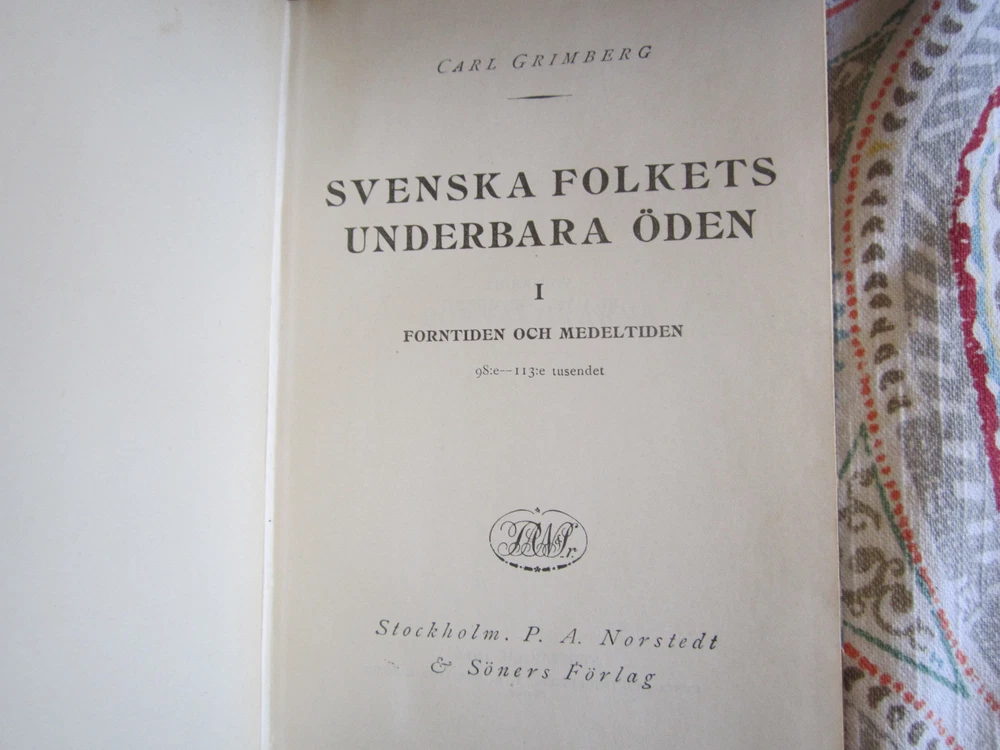 CARL GRIMBERG
SVENSKA FOLKETS
UNDERBARA ÖDEN
I
FORNTIDEN OCH MEDELTIDEN
98:e—113:e tusendet
Stockholm. P. A. Norstedt
& Söners Förlag